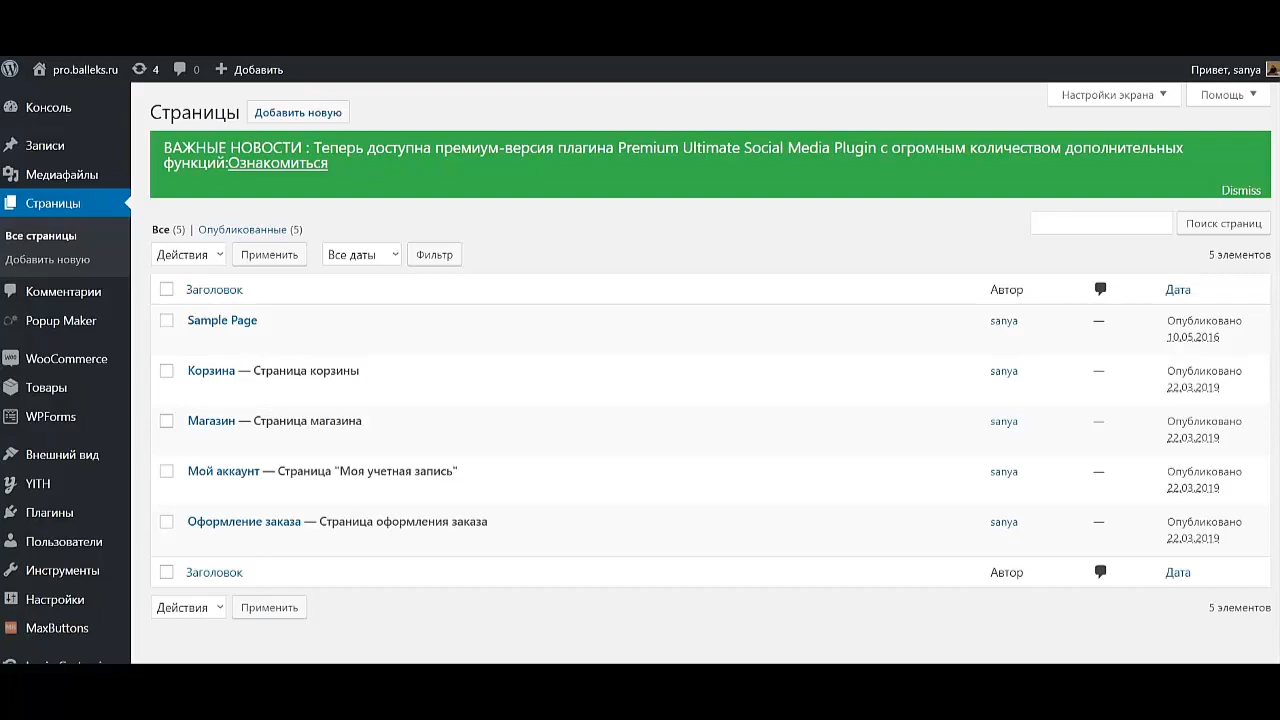 pro.balleks.ru 4 0 Добавить Привет, sanya
Настройки экрана Помощь
Консоль
Записи
Медиафайлы
Страницы
Все страницы
Добавить новую
Комментарии
Popup Maker
WooCommerce
Товары
WPForms
Внешний вид
YITH
Плагины
Пользователи
Инструменты
Настройки
MaxButtons
Страницы Добавить новую
ВАЖНЫЕ НОВОСТИ : Теперь доступна премиум-версия плагина Premium Ultimate Social Media Plugin с огромным количеством дополнительных
функций:Ознакомиться
Dismiss
Все (5) | Опубликованные (5)
Поиск страниц
Действия Применить Все даты Фильтр 5 элементов
Заголовок Автор Дата
Sample Page sanya — Опубликовано
10.05.2016
Корзина — Страница корзины sanya — Опубликовано
22.03.2019
Магазин — Страница магазина sanya — Опубликовано
22.03.2019
Мой аккаунт — Страница "Моя учетная запись" sanya — Опубликовано
22.03.2019
Оформление заказа — Страница оформления заказа sanya — Опубликовано
22.03.2019
Заголовок Автор Дата
Действия Применить 5 элементов